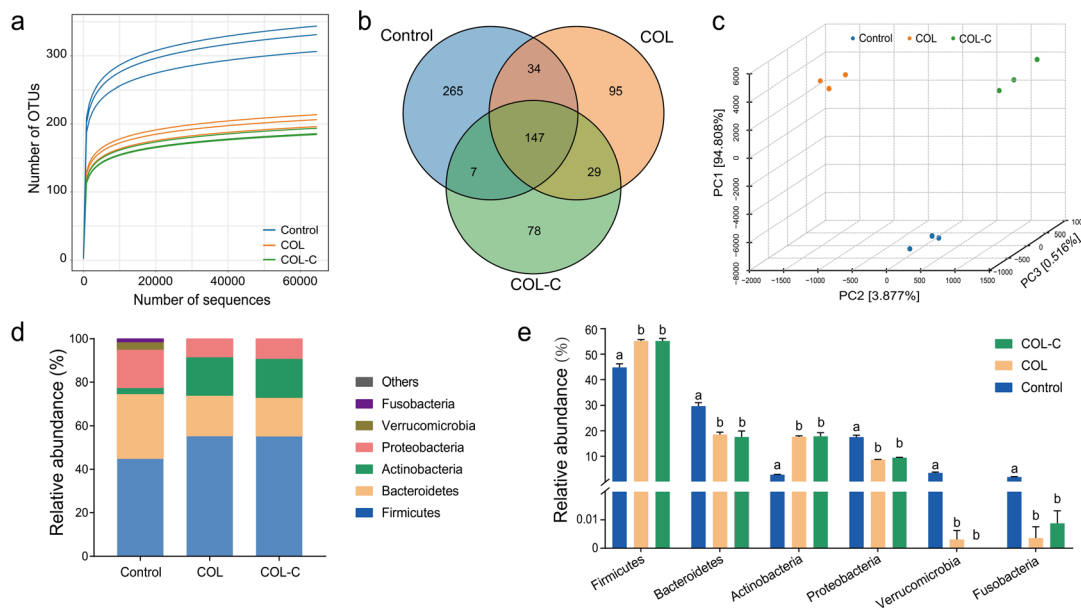 a
Number of OTUs
300
200
100
0
0
10000
20000
30000
40000
50000
60000
Number of sequences
Control
COL
COL-C
b
Control
COL
COL-C
265
34
95
147
7
29
78
c
Control
COL
COL-C
PC1 [94.808%]
6000
4000
2000
0
−2000
−4000
−6000
−8000
−2000
−1500
−1000
−500
0
500
1000
1500
PC2 [3.877%]
−1000
−500
0
500
100
PC3 [0.516%]
d
Relative abundance (%)
100
80
60
40
20
0
Control
COL
COL-C
Others
Fusobacteria
Verrucomicrobia
Proteobacteria
Actinobacteria
Bacteroidetes
Firmicutes
e
Relative abundance (%)
60
50
40
30
20
10
0.01
0
a b b
a b b
a b b
a b b
a b b
a b b
COL-C
COL
Control
Firmicutes
Bacteroidetes
Actinobacteria
Proteobacteria
Verrucomicrobia
Fusobacteria